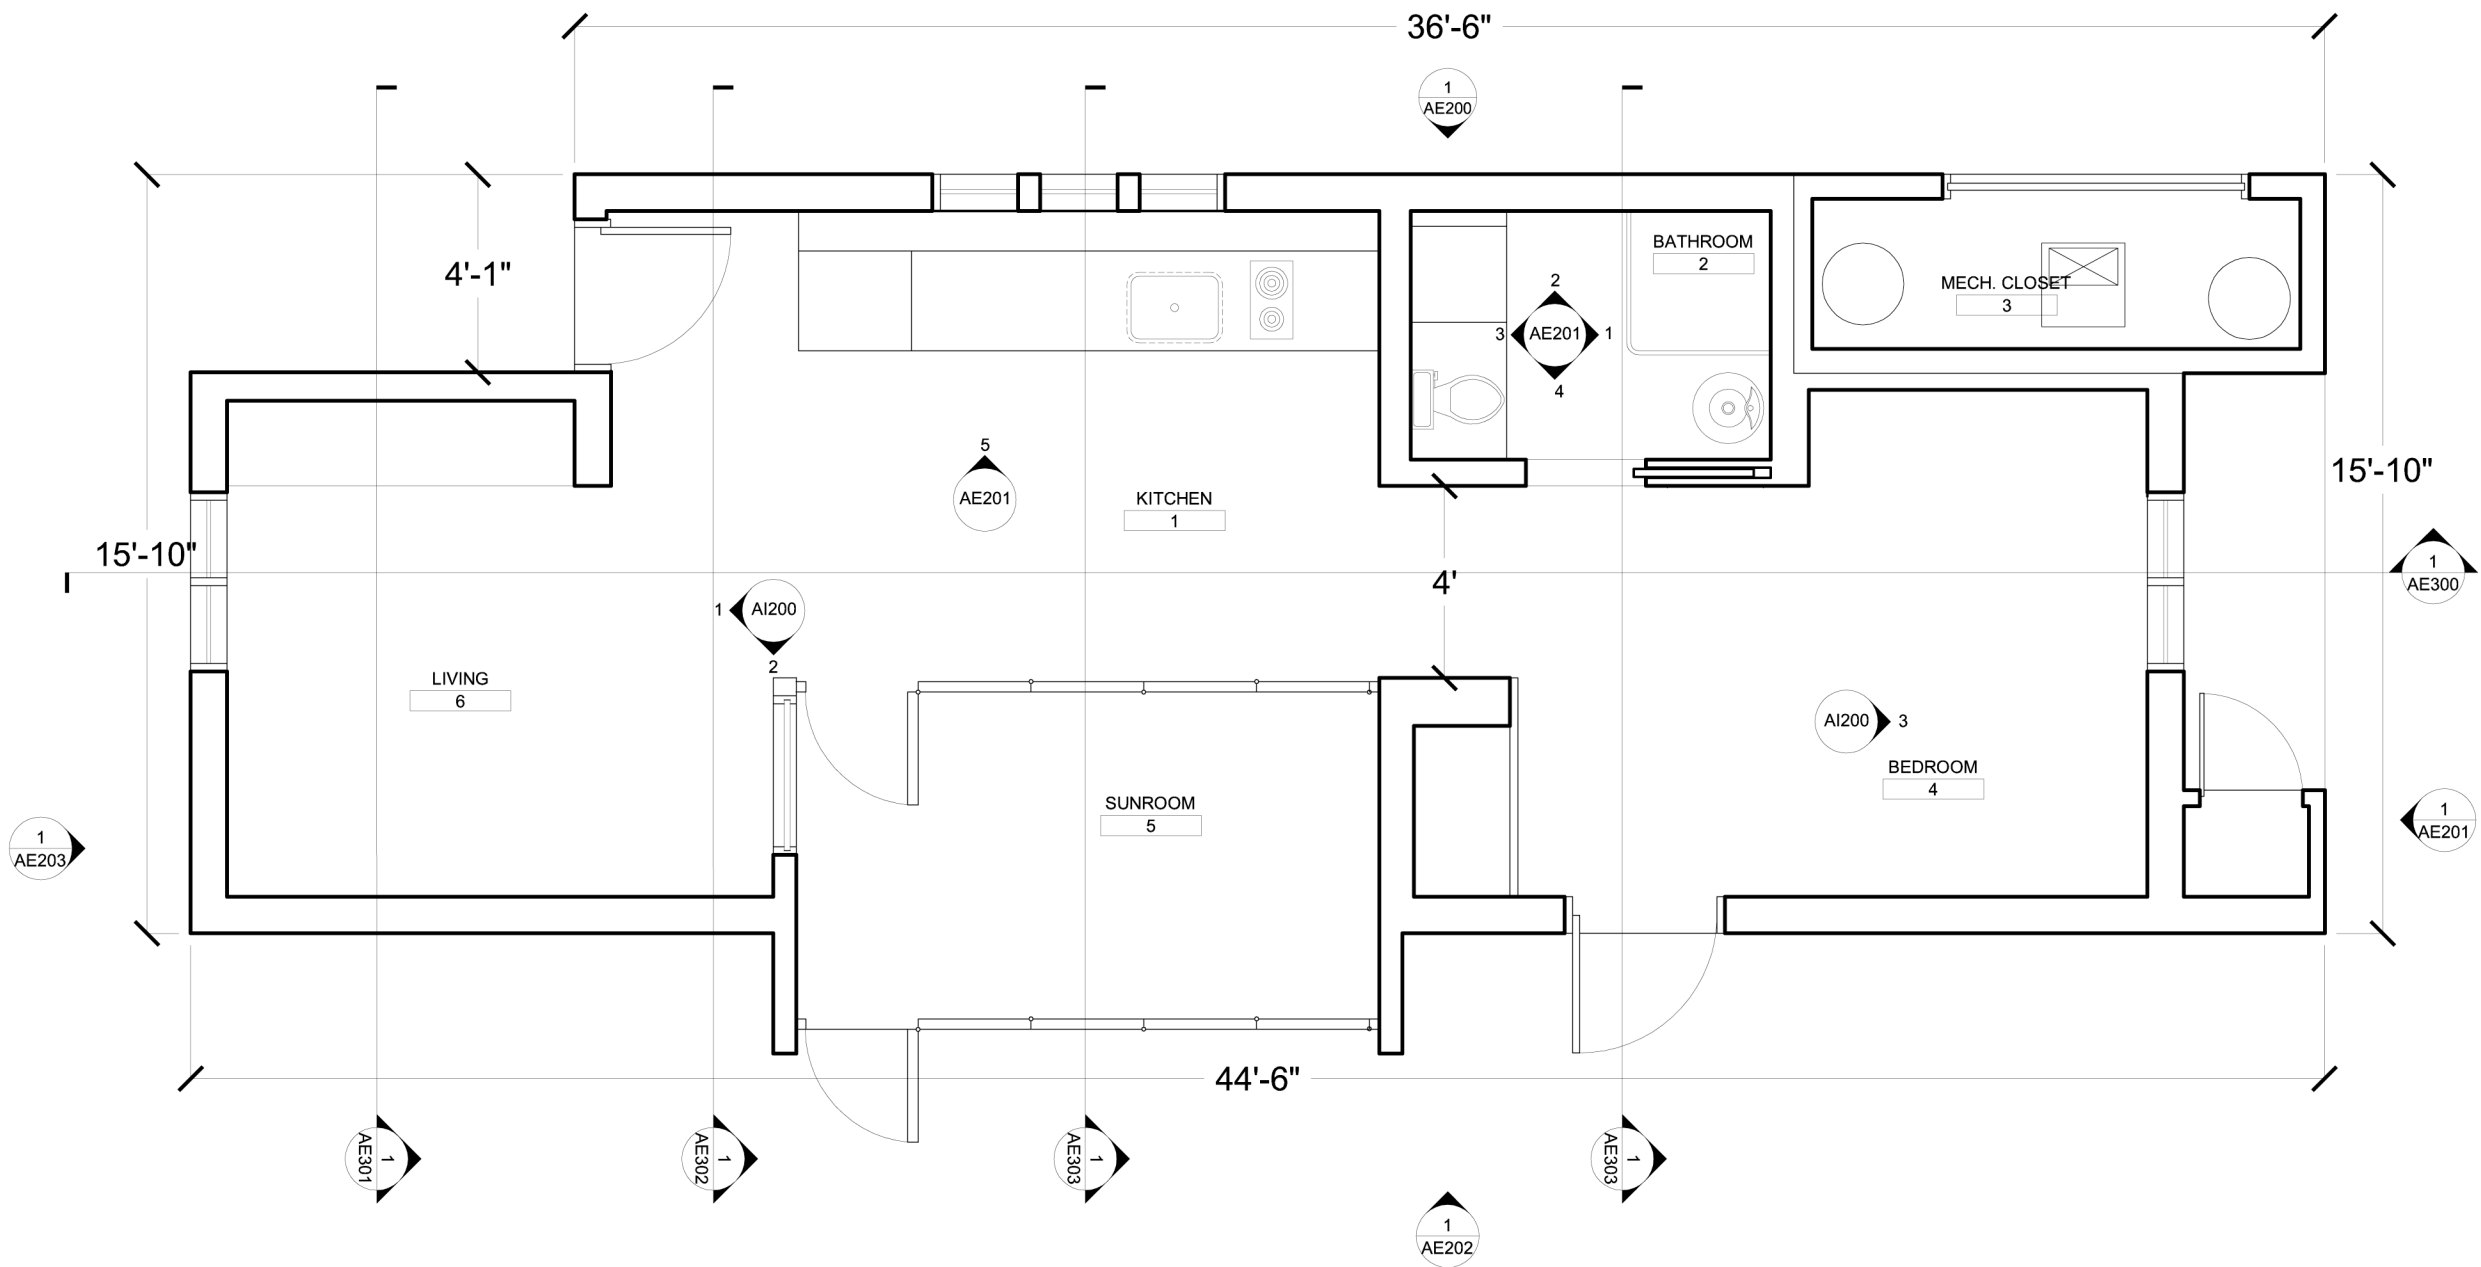 36'-6"
1
AE200
4'-1"
BATHROOM
2
MECH. CLOSET
3
2
3
AE201
1
4
5
AE201
KITCHEN
1
15'-10"
15'-10"
4'
1
AE300
1
AI200
2
LIVING
6
AI200
3
BEDROOM
4
SUNROOM
5
1
AE203
1
AE201
44'-6"
1
AE301
1
AE302
1
AE303
1
AE303
1
AE202